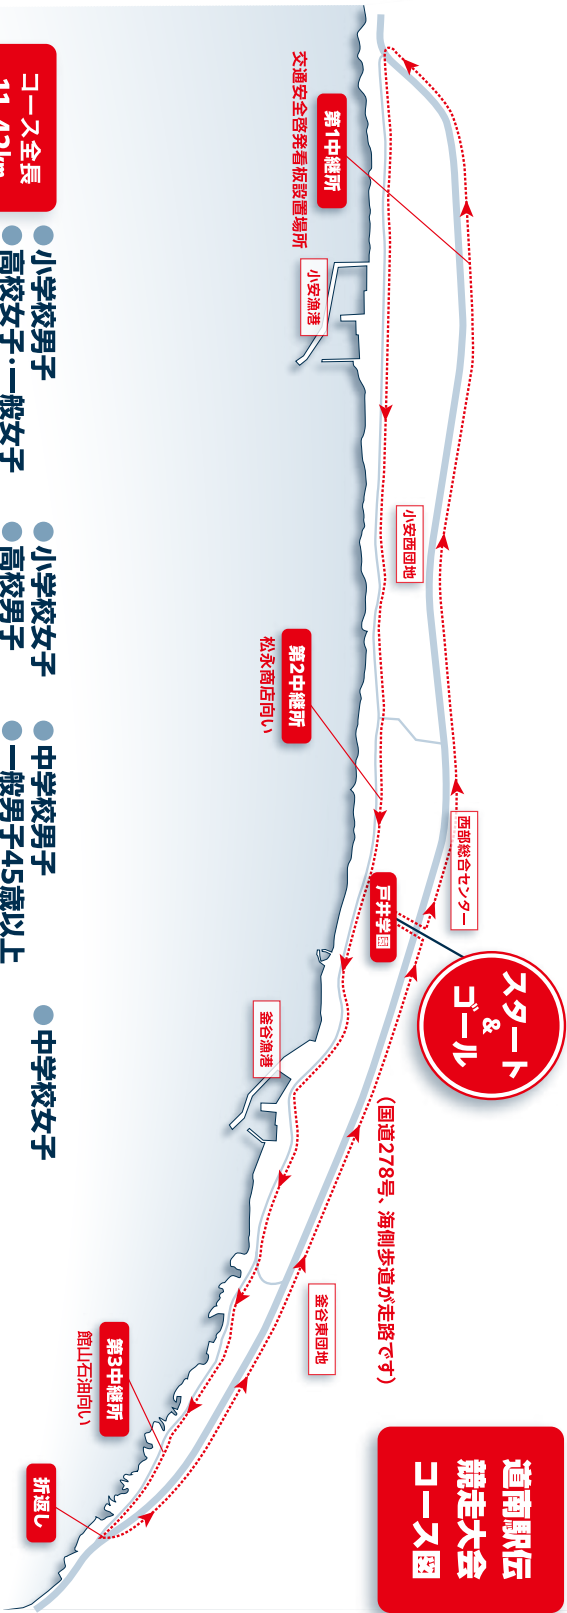 道南駅伝
競走大会
コース図
スタート
&
ゴール
戸井学園
西部総合センター
(国道278号、海側歩道が走路です)
第1中継所
交通安全啓発看板設置場所
小安漁港
小安西団地
第2中継所
松永商店向い
釜谷漁港
釜谷東団地
第3中継所
館山石油向い
折返し
コース全長
11.42km
●小学校男子 ●小学校女子 ●中学校男子 ●中学校女子
●高校女子・一般女子 ●高校男子 ●一般男子45歳以上